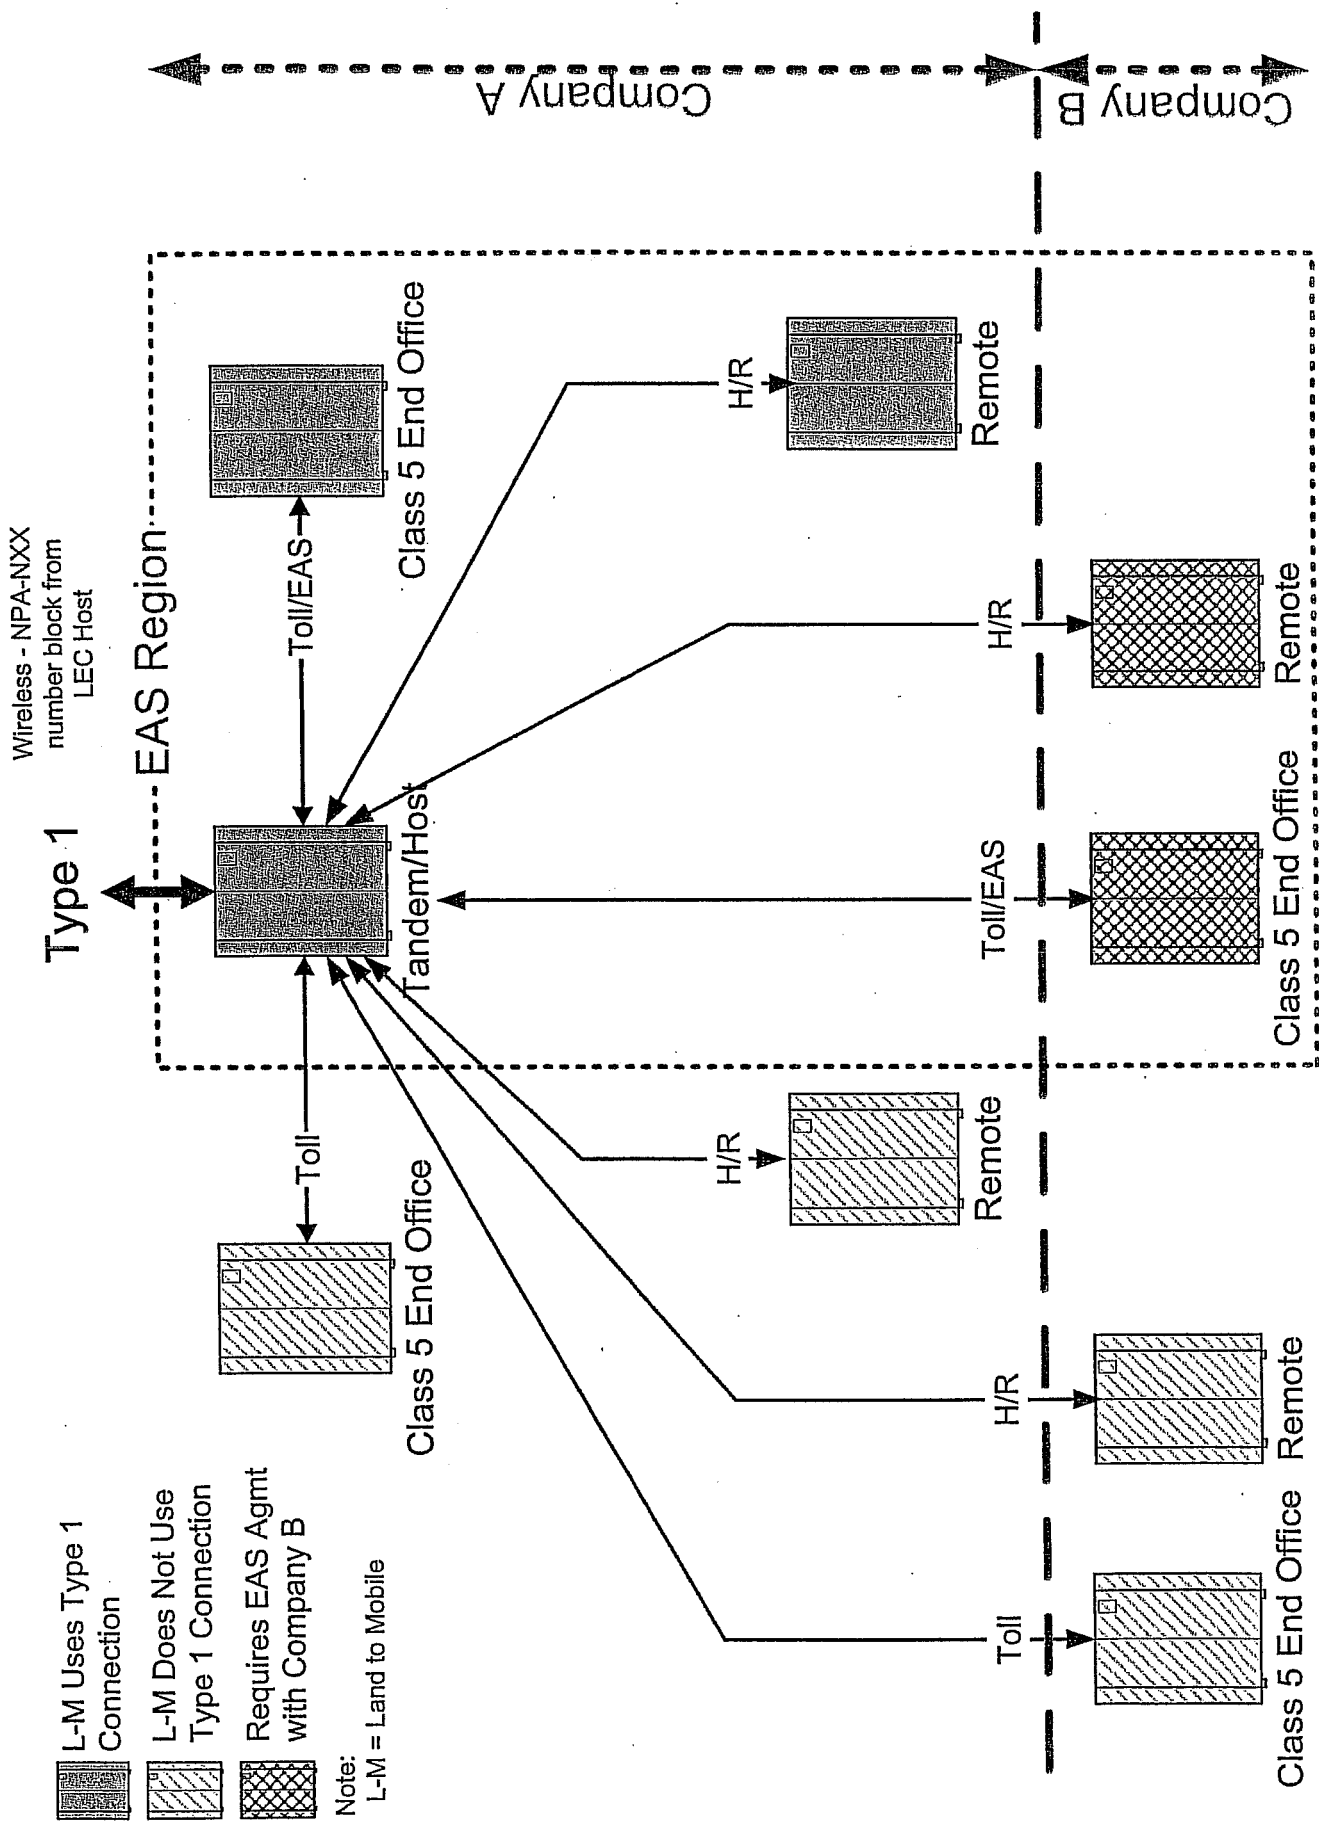 Type 1
Wireless - NPA-NXX
number block from
LEC Host
EAS Region
L-M Uses Type 1
Connection
L-M Does Not Use
Type 1 Connection
Requires EAS Agmt
with Company B
Note:
L-M = Land to Mobile
Toll
Toll/EAS
Class 5 End Office
Tandem/Host
Class 5 End Office
H/R
H/R
Remote
Remote
Company A
Toll
H/R
Toll/EAS
H/R
Class 5 End Office
Remote
Class 5 End Office
Remote
Company B